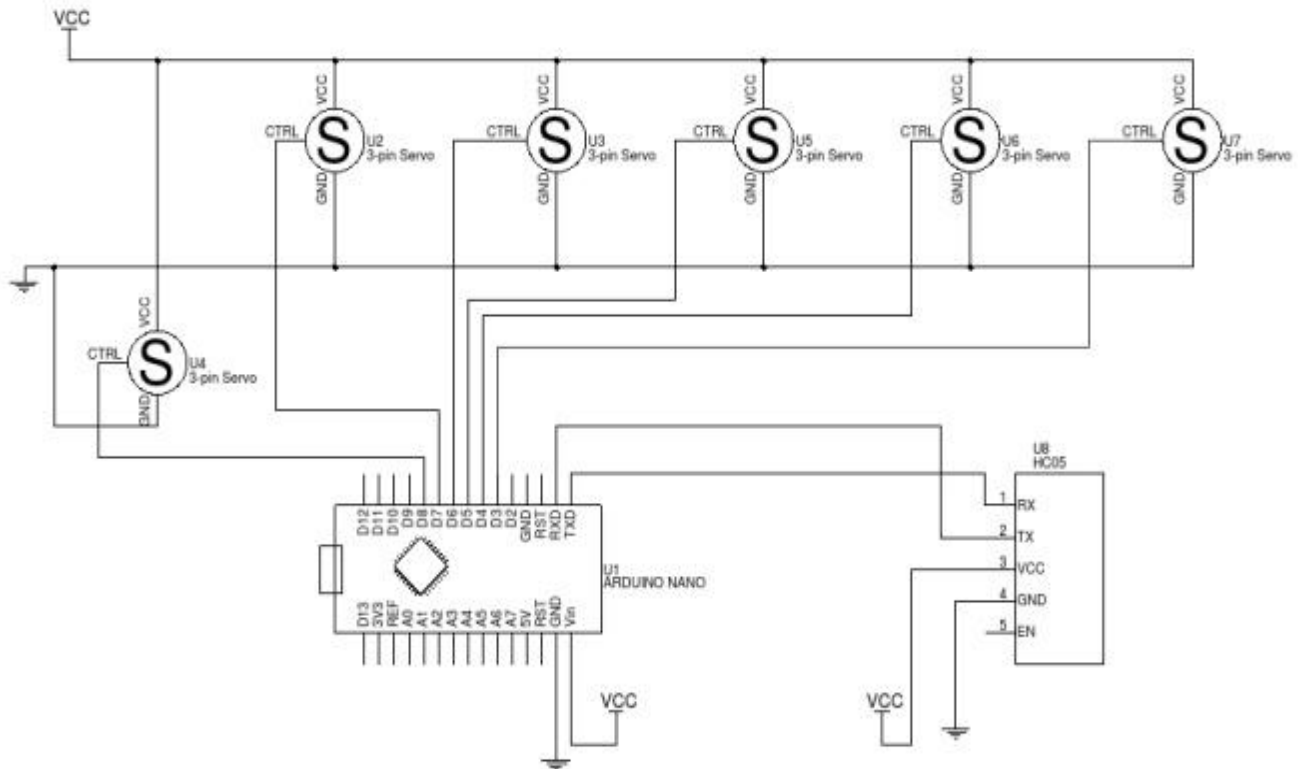 VCC
VCC
CTRL
U2
3-pin Servo
GND
VCC
CTRL
U3
3-pin Servo
GND
VCC
CTRL
U5
3-pin Servo
GND
VCC
CTRL
U6
3-pin Servo
GND
VCC
CTRL
U7
3-pin Servo
GND
VCC
CTRL
U4
3-pin Servo
GND
D12
D11
D10
D9
D8
D7
D6
D5
D4
D3
D2
GND
RST
RXD
TXD
U1
ARDUINO NANO
D13
3V3
REF
A0
A1
A2
A3
A4
A5
A6
A7
5V
RST
GND
Vin
VCC
U8
HC05
1 RX
2 TX
3 VCC
4 GND
5 EN
VCC